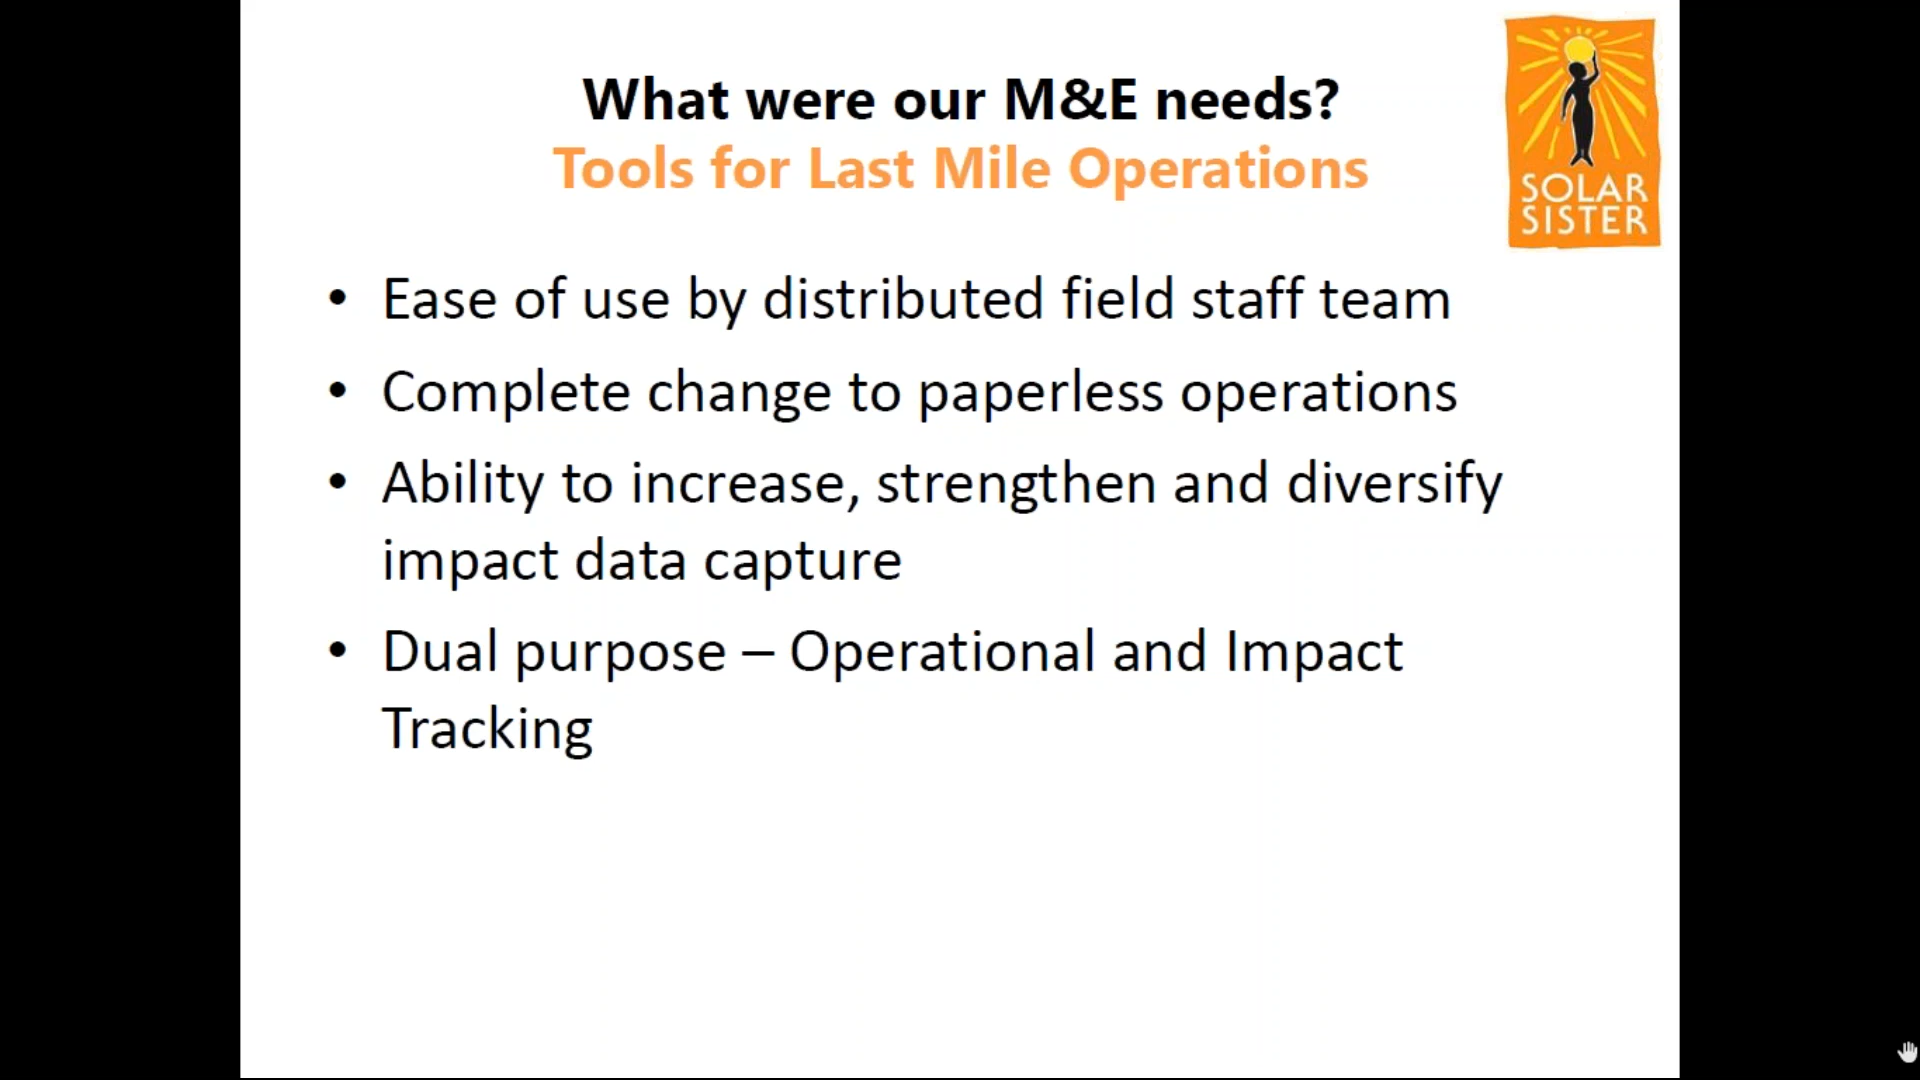 What were our M&E needs?
Tools for Last Mile Operations
SOLAR
SISTER
• Ease of use by distributed field staff team
• Complete change to paperless operations
• Ability to increase, strengthen and diversify
impact data capture
• Dual purpose – Operational and Impact
Tracking